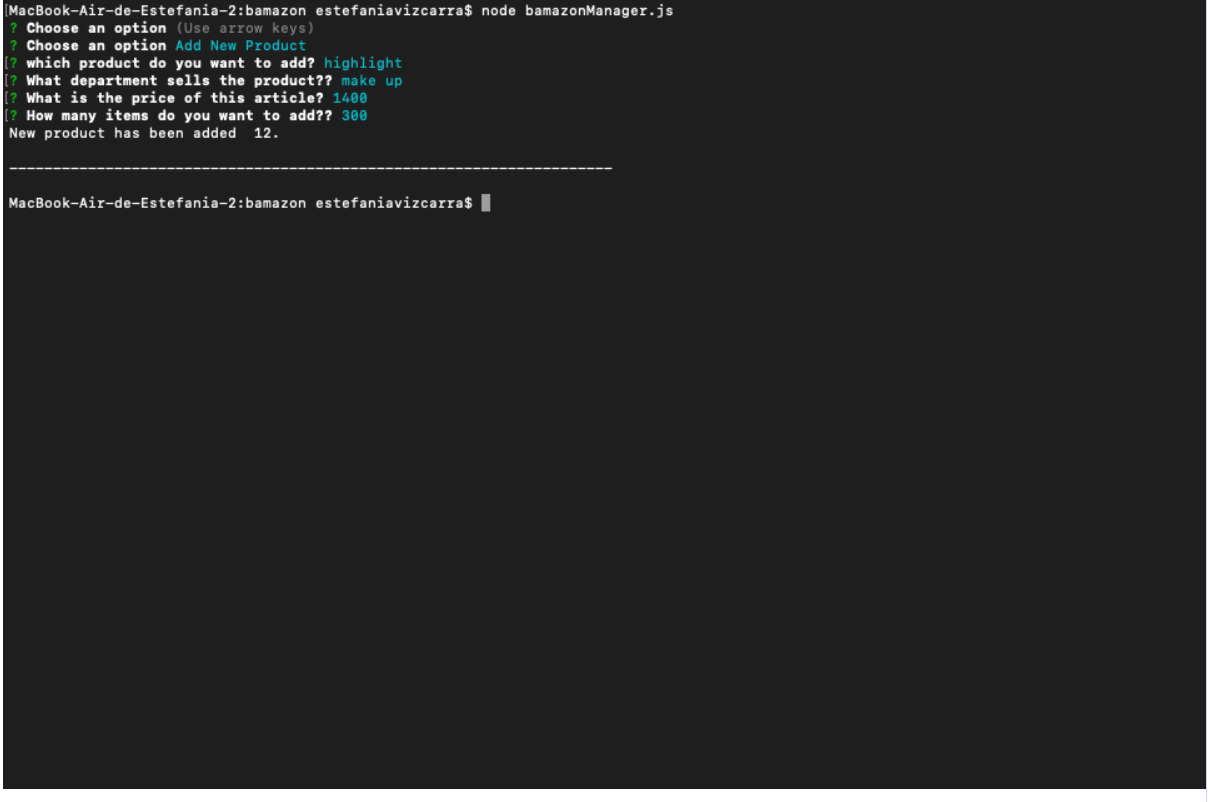 [MacBook-Air-de-Estefania-2:bamazon estefaniavizcarra$ node bamazonManager.js
? Choose an option (Use arrow keys)
? Choose an option Add New Product
[? which product do you want to add? highlight
[? What department sells the product?? make up
[? What is the price of this article? 1400
[? How many items do you want to add?? 300
New product has been added  12.
---------------------------------------------------------------------
MacBook-Air-de-Estefania-2:bamazon estefaniavizcarra$